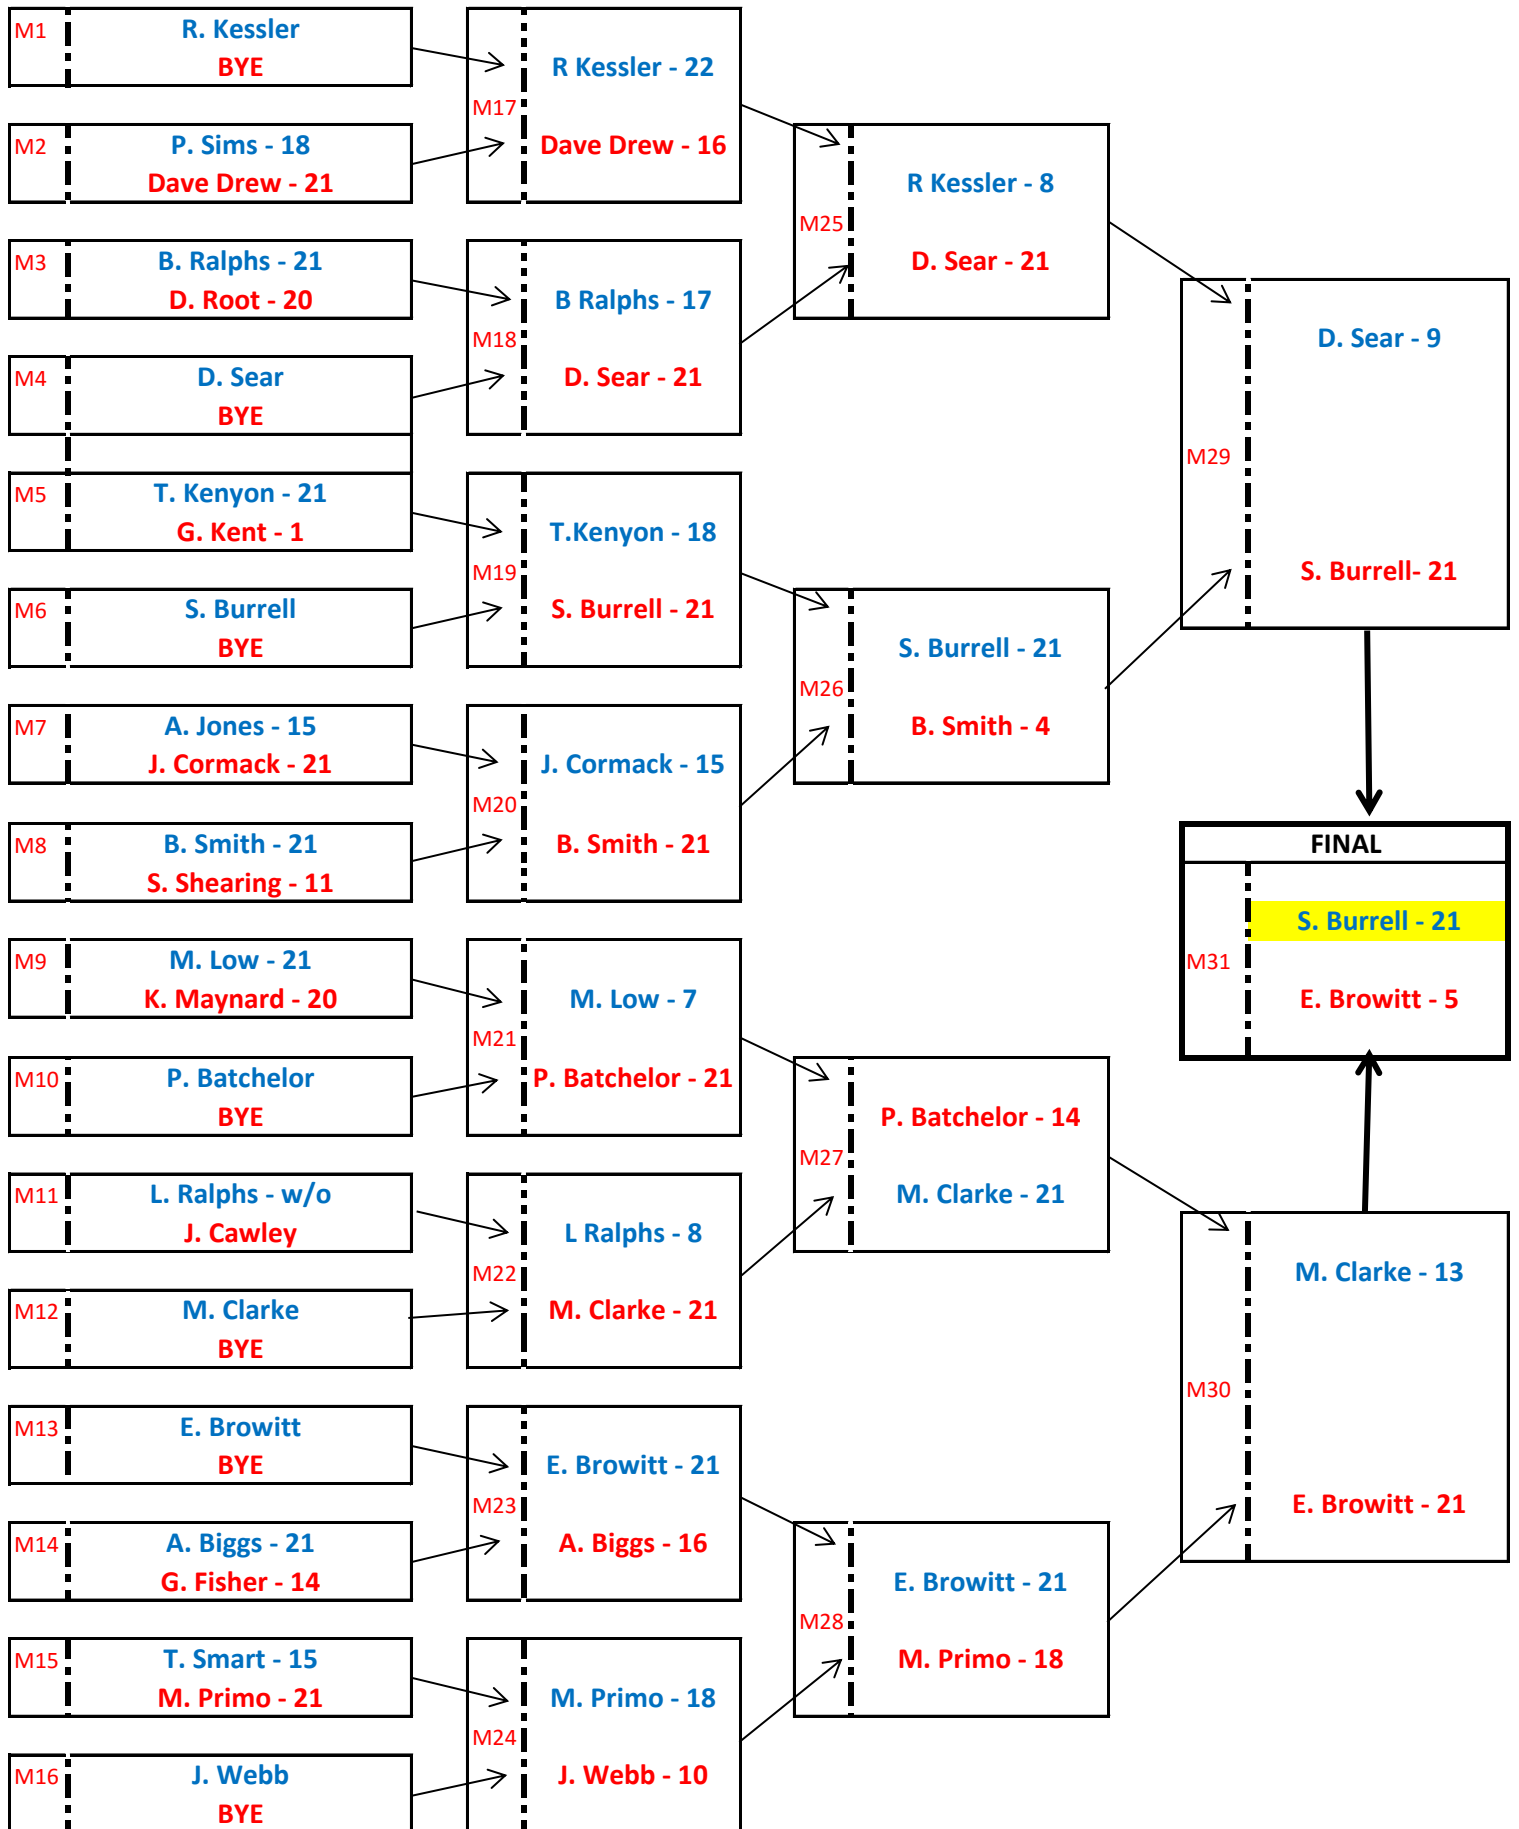 M1
R. Kessler
BYE
M2
P. Sims - 18
Dave Drew - 21
M3
B. Ralphs - 21
D. Root - 20
M4
D. Sear
BYE
M5
T. Kenyon - 21
G. Kent - 1
M6
S. Burrell
BYE
M7
A. Jones - 15
J. Cormack - 21
M8
B. Smith - 21
S. Shearing - 11
M9
M. Low - 21
K. Maynard - 20
M10
P. Batchelor
BYE
M11
L. Ralphs - w/o
J. Cawley
M12
M. Clarke
BYE
M13
E. Browitt
BYE
M14
A. Biggs - 21
G. Fisher - 14
M15
T. Smart - 15
M. Primo - 21
M16
J. Webb
BYE
R Kessler - 22
M17
Dave Drew - 16
B Ralphs - 17
M18
D. Sear - 21
T.Kenyon - 18
M19
S. Burrell - 21
J. Cormack - 15
M20
B. Smith - 21
M. Low - 7
M21
P. Batchelor - 21
L Ralphs - 8
M22
M. Clarke - 21
E. Browitt - 21
M23
A. Biggs - 16
M. Primo - 18
M24
J. Webb - 10
R Kessler - 8
M25
D. Sear - 21
S. Burrell - 21
M26
B. Smith - 4
P. Batchelor - 14
M27
M. Clarke - 21
E. Browitt - 21
M28
M. Primo - 18
D. Sear - 9
M29
S. Burrell- 21
FINAL
S. Burrell - 21
M31
E. Browitt - 5
M. Clarke - 13
M30
E. Browitt - 21